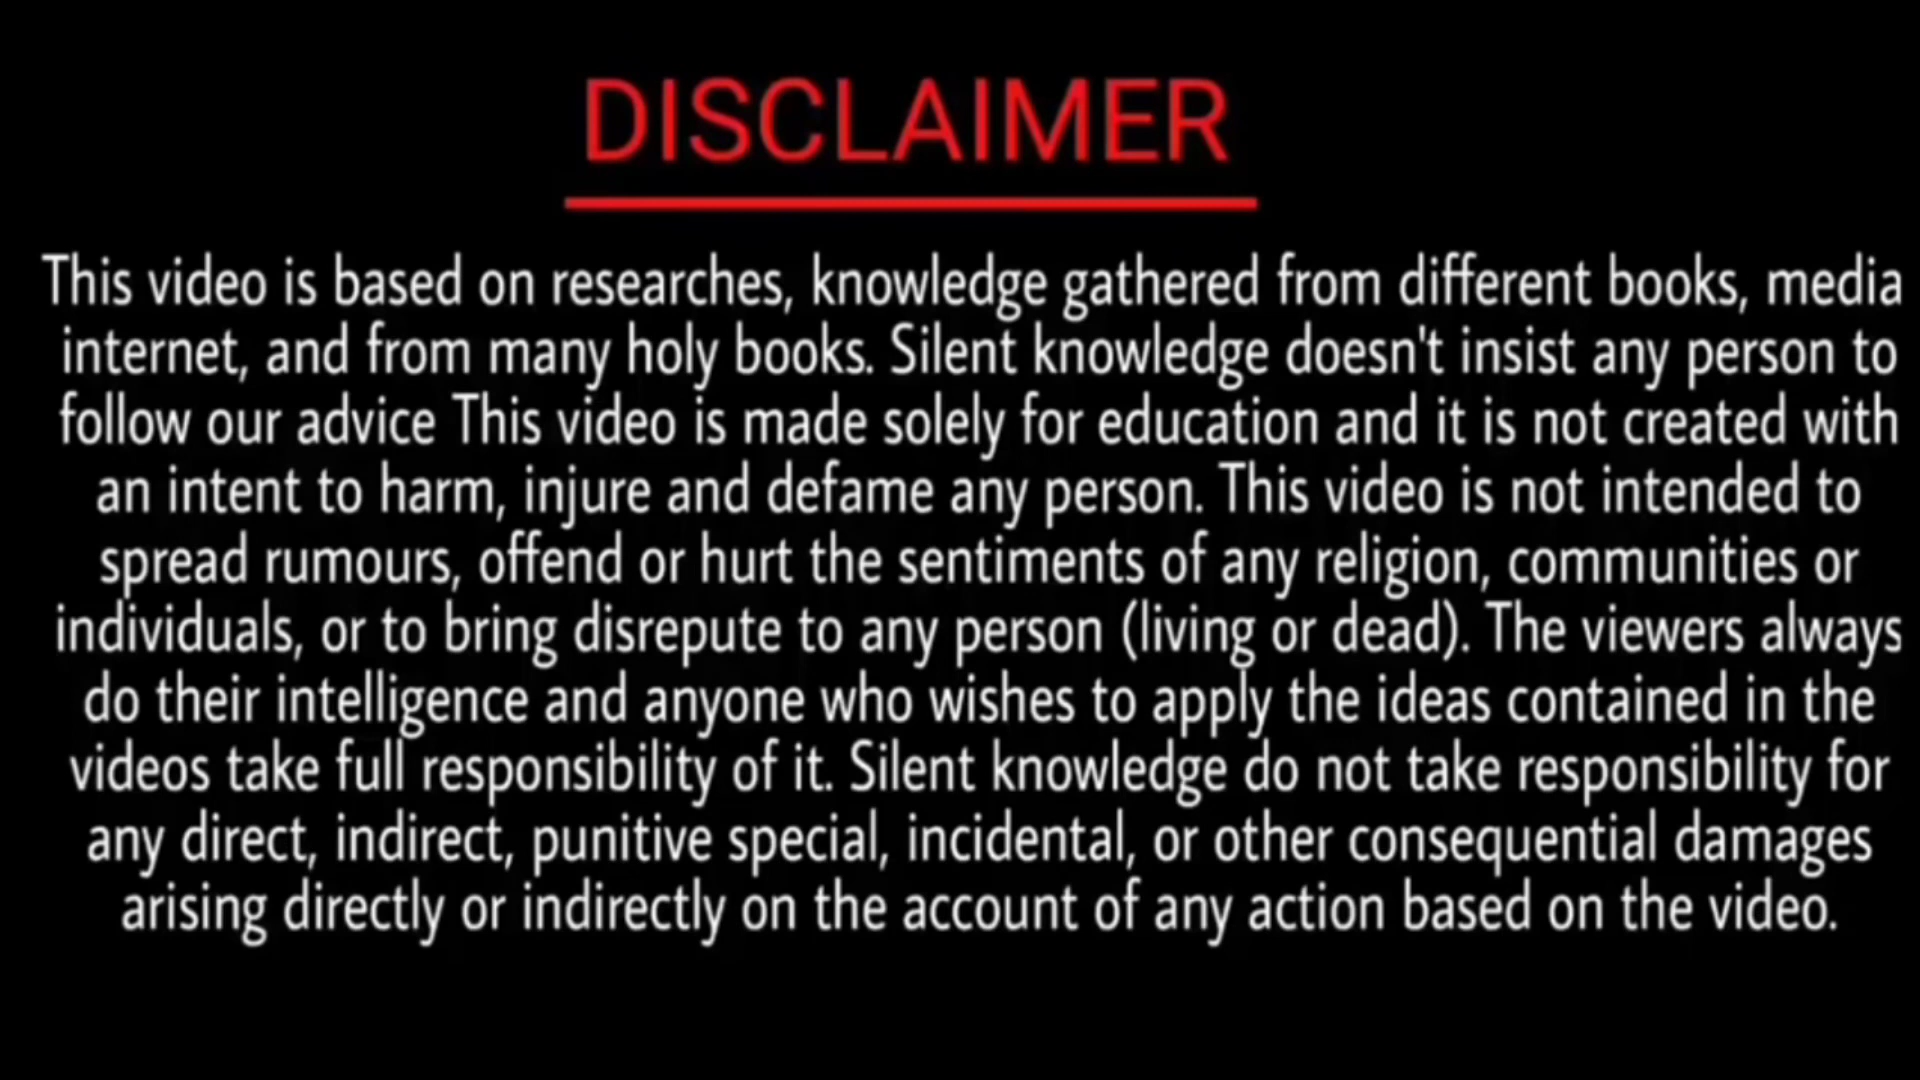 DISCLAIMER
This video is based on researches, knowledge gathered from different books, media
internet, and from many holy books. Silent knowledge doesn't insist any person to
follow our advice This video is made solely for education and it is not created with
an intent to harm, injure and defame any person. This video is not intended to
spread rumours, offend or hurt the sentiments of any religion, communities or
individuals, or to bring disrepute to any person (living or dead). The viewers always
do their intelligence and anyone who wishes to apply the ideas contained in the
videos take full responsibility of it. Silent knowledge do not take responsibility for
any direct, indirect, punitive special, incidental, or other consequential damages
arising directly or indirectly on the account of any action based on the video.